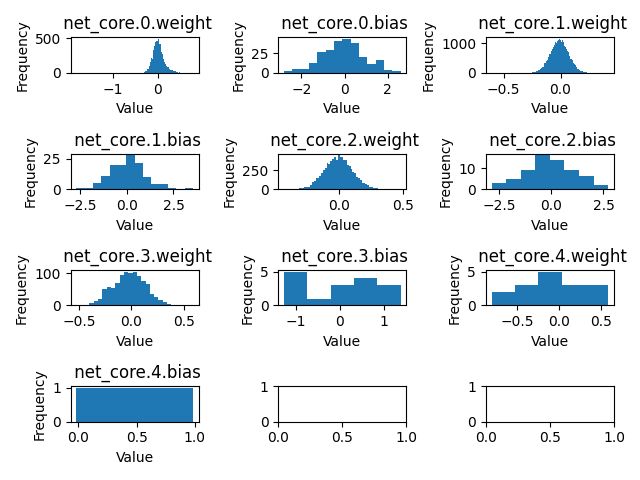 net_core.0.weight
500
0
Frequency
−1
0
Value
net_core.0.bias
25
0
Frequency
−2
0
2
Value
net_core.1.weight
1000
0
Frequency
−0.5
0.0
Value
net_core.1.bias
25
0
Frequency
−2.5
0.0
2.5
Value
net_core.2.weight
250
0
Frequency
0.0
0.5
Value
net_core.2.bias
10
0
Frequency
−2.5
0.0
2.5
Value
net_core.3.weight
100
0
Frequency
−0.5
0.0
0.5
Value
net_core.3.bias
5
0
Frequency
−1
0
1
Value
net_core.4.weight
5
0
Frequency
−0.5
0.0
0.5
Value
net_core.4.bias
1
0
Frequency
0.0
0.5
1.0
Value
1
0
0.0
0.5
1.0
1
0
0.0
0.5
1.0